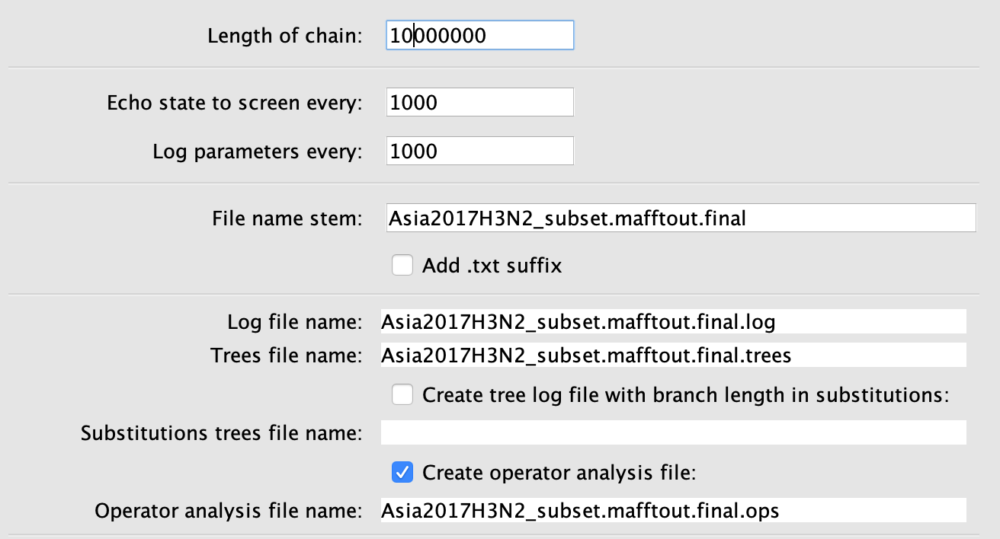 Length of chain: 10000000
Echo state to screen every: 1000
Log parameters every: 1000
File name stem: Asia2017H3N2_subset.mafftout.final
Add .txt suffix
Log file name: Asia2017H3N2_subset.mafftout.final.log
Trees file name: Asia2017H3N2_subset.mafftout.final.trees
Create tree log file with branch length in substitutions:
Substitutions trees file name:
Create operator analysis file:
Operator analysis file name: Asia2017H3N2_subset.mafftout.final.ops